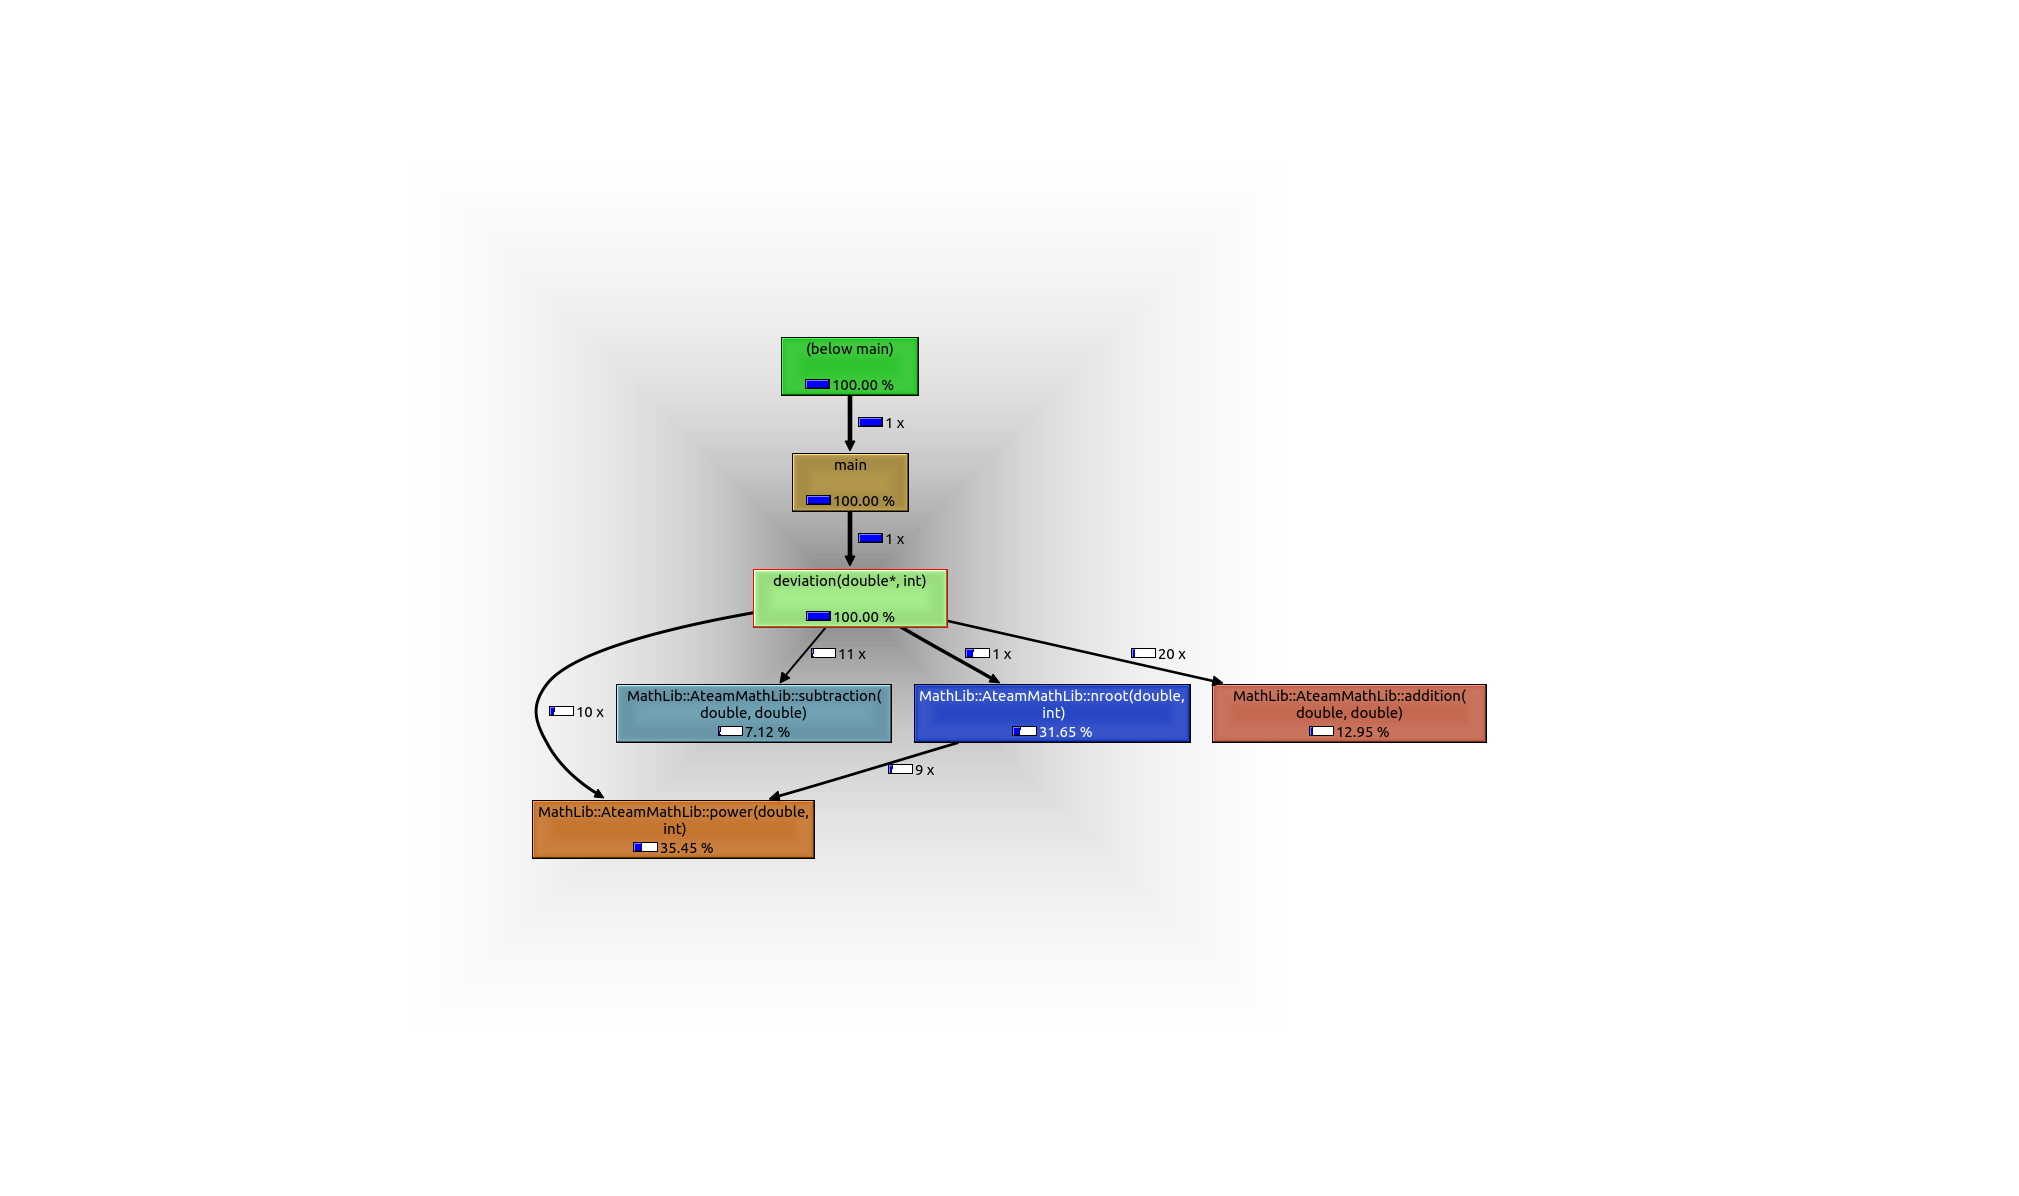 (below main)
100.00 %
1 x
main
100.00 %
1 x
deviation(double*, int)
100.00 %
11 x
1 x
20 x
10 x
MathLib::AteamMathLib::subtraction(
double, double)
7.12 %
MathLib::AteamMathLib::nroot(double,
int)
31.65 %
MathLib::AteamMathLib::addition(
double, double)
12.95 %
9 x
MathLib::AteamMathLib::power(double,
int)
35.45 %